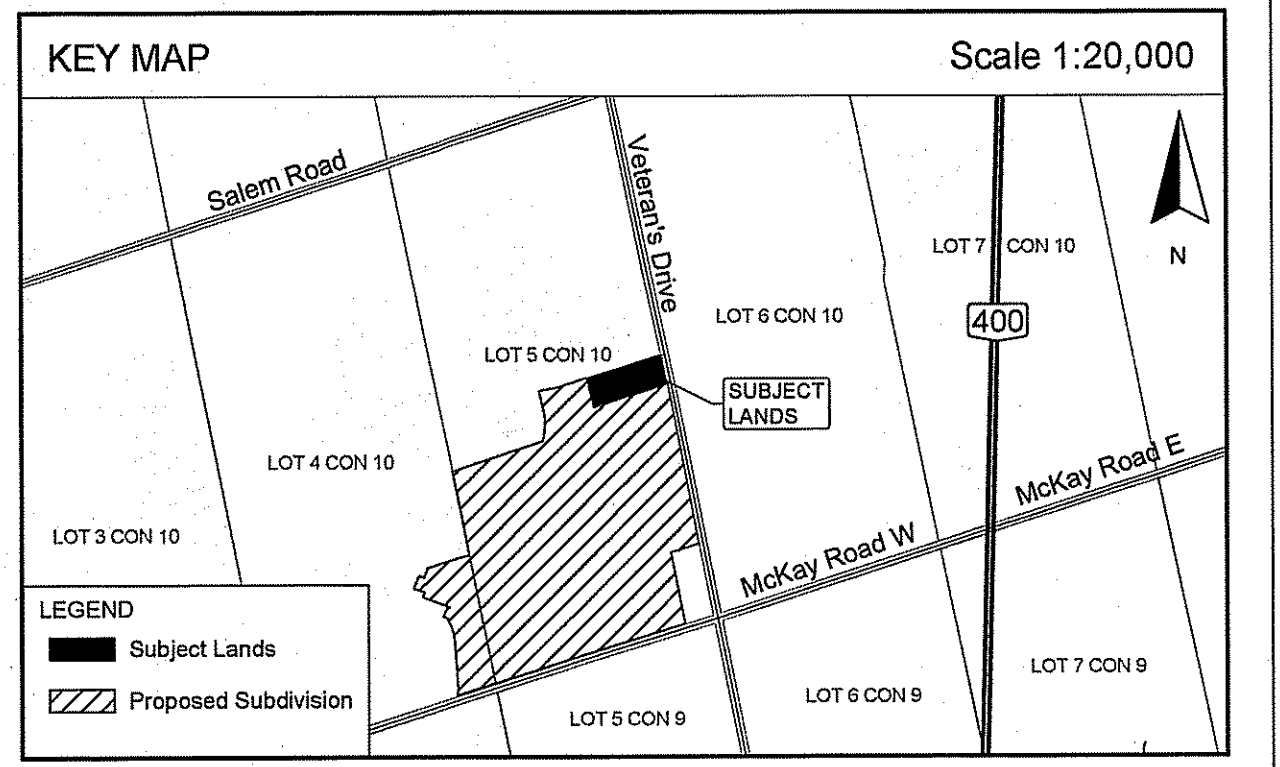 KEY MAP
Scale 1:20,000
Salem Road
Veteran's Drive
N
LOT 7 CON 10
LOT 6 CON 10
400
LOT 5 CON 10
SUBJECT
LANDS
LOT 4 CON 10
McKay Road E
LOT 3 CON 10
McKay Road W
LEGEND
Subject Lands
Proposed Subdivision
LOT 7 CON 9
LOT 6 CON 9
LOT 5 CON 9